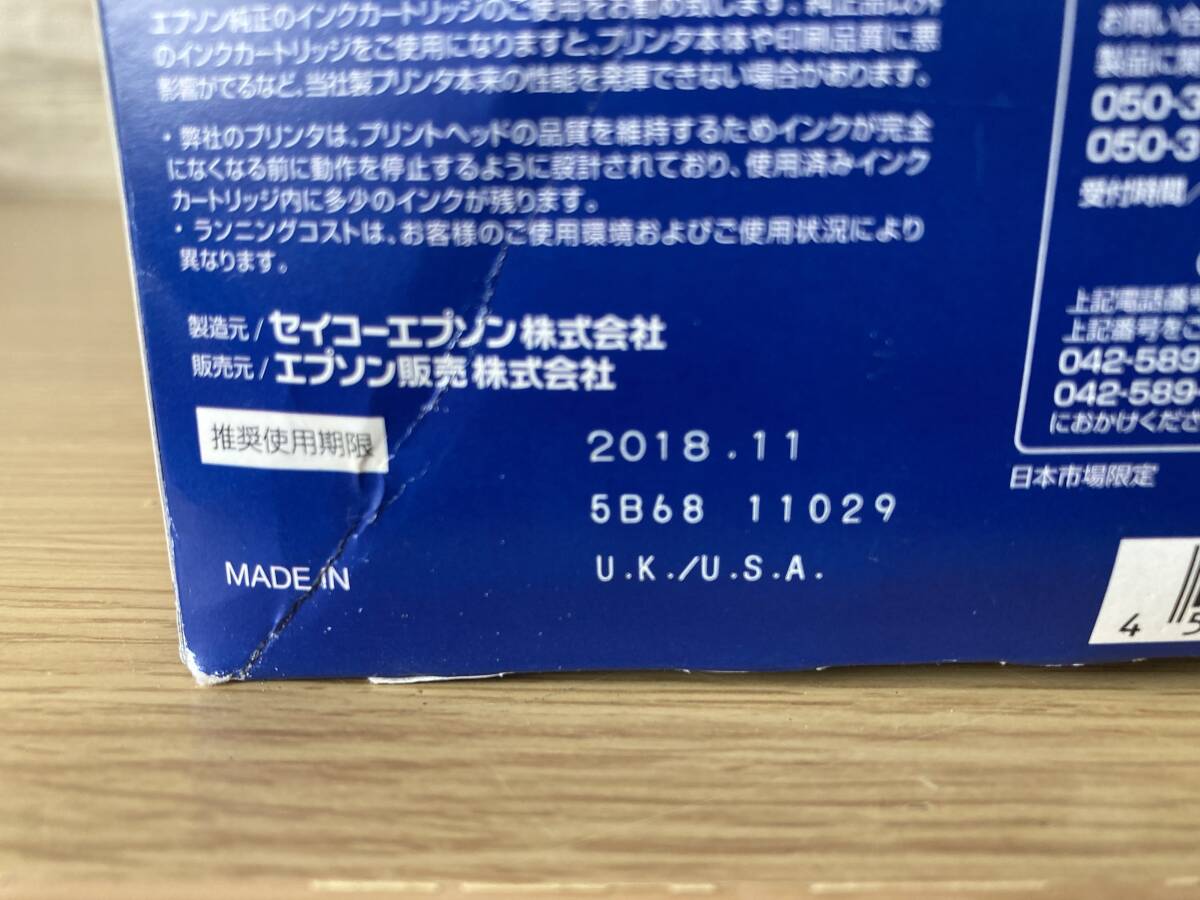 エプソン純正のインクカートリッジのご使用をお勧め致します。純正品以外
のインクカートリッジをご使用になりますと、プリンタ本体や印刷品質に悪
影響がでるなど、当社製プリンタ本来の性能を発揮できない場合があります。
・弊社のプリンタは、プリントヘッドの品質を維持するためインクが完全
になくなる前に動作を停止するように設計されており、使用済みインク
カートリッジ内に多少のインクが残ります。
・ランニングコストは、お客様のご使用環境およびご使用状況により
異なります。
製造元/セイコーエプソン株式会社
販売元/エプソン販売株式会社
推奨使用期限 2018.11
5B68 11029
MADE IN U.K./U.S.A.
お問い合
製品に関
050-3
050-3
受付時間/
上記電話番号
上記番号をご
042-589
042-589-
におかけくださ
日本市場限定
4 5